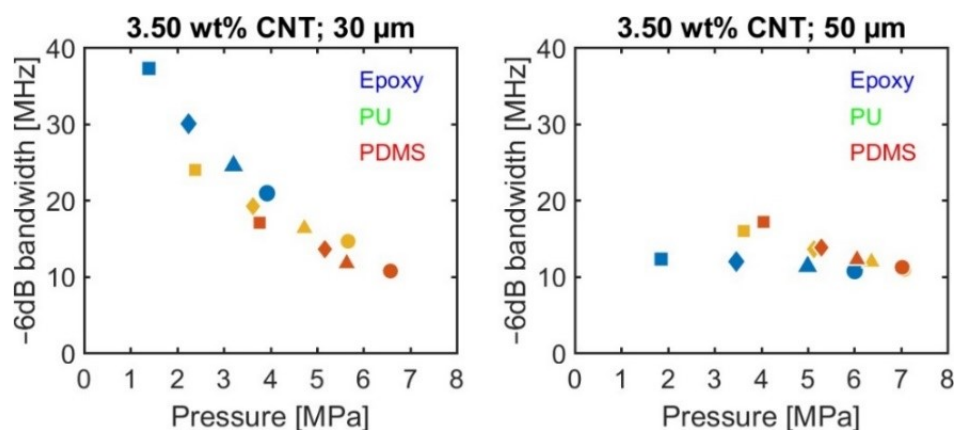 3.50 wt% CNT; 30 µm
40
30
20
10
0
−6dB bandwidth [MHz]
Epoxy
PU
PDMS
0 1 2 3 4 5 6 7 8
Pressure [MPa]
3.50 wt% CNT; 50 µm
40
30
20
10
0
−6dB bandwidth [MHz]
Epoxy
PU
PDMS
0 1 2 3 4 5 6 7 8
Pressure [MPa]